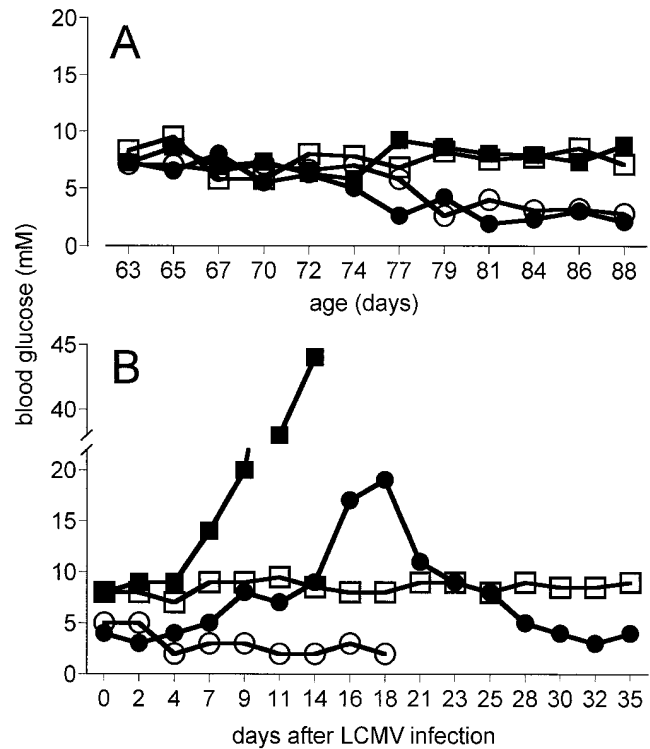 A
20
15
10
5
0
63 65 67 70 72 74 77 79 81 84 86 88
age (days)
blood glucose (mM)
B
45
40
20
15
10
5
0
0 2 4 7 9 11 14 16 18 21 23 25 28 30 32 35
days after LCMV infection